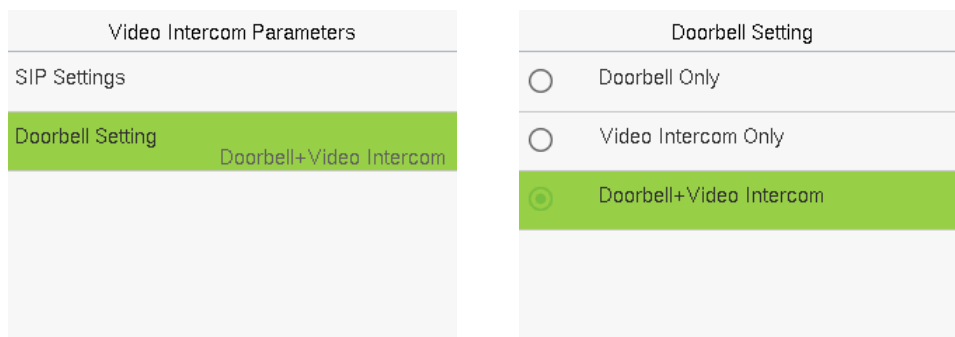 Video Intercom Parameters
SIP Settings
Doorbell Setting
Doorbell+Video Intercom
Doorbell Setting
Doorbell Only
Video Intercom Only
Doorbell+Video Intercom